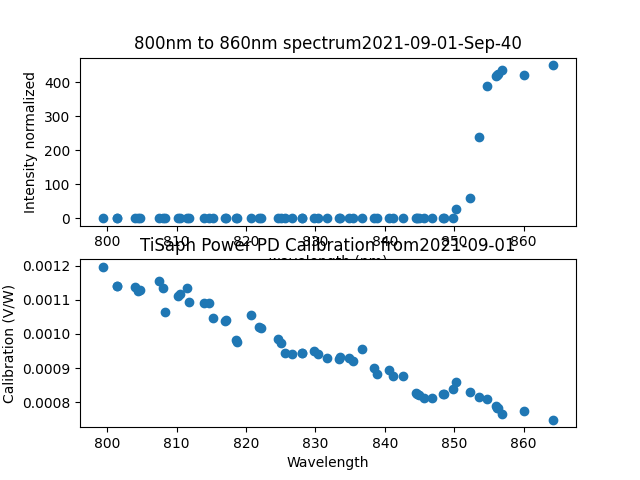 800nm to 860nm spectrum2021-09-01-Sep-40
Intensity normalized
400
300
200
100
0
800 810 820 830 840 850 860
wavelength (nm)
TiSaph Power PD Calibration from2021-09-01
Calibration (V/W)
0.0012
0.0011
0.0010
0.0009
0.0008
800 810 820 830 840 850 860
Wavelength